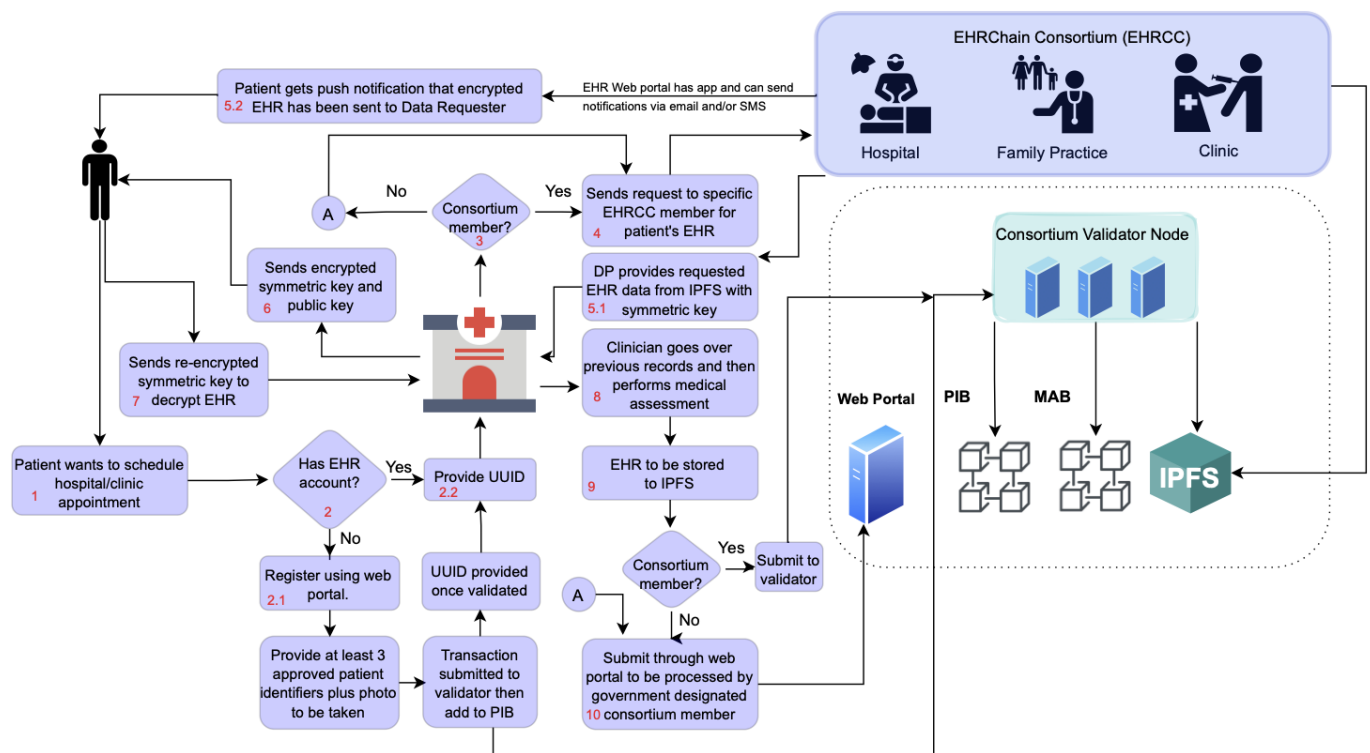 EHRChain Consortium (EHRCC)
Hospital
Family Practice
Clinic
EHR Web portal has app and can send
notifications via email and/or SMS
Patient gets push notification that encrypted
EHR has been sent to Data Requester
5.2
No
A
Consortium
member?
3
Yes
Sends request to specific
EHRCC member for
patient's EHR
4
Consortium Validator Node
Sends encrypted
symmetric key and
public key
6
DP provides requested
EHR data from IPFS with
symmetric key
5.1
Sends re-encrypted
symmetric key to
decrypt EHR
7
Clinician goes over
previous records and then
performs medical
assessment
8
Web Portal
PIB
MAB
IPFS
Patient wants to schedule
hospital/clinic
appointment
1
Has EHR
account?
2
Yes
Provide UUID
2.2
EHR to be stored
to IPFS
9
No
Register using web
portal.
2.1
UUID provided
once validated
Consortium
member?
Yes
Submit to
validator
A
No
Provide at least 3
approved patient
identifiers plus photo
to be taken
Transaction
submitted to
validator then
add to PIB
Submit through web
portal to be processed by
government designated
consortium member
10